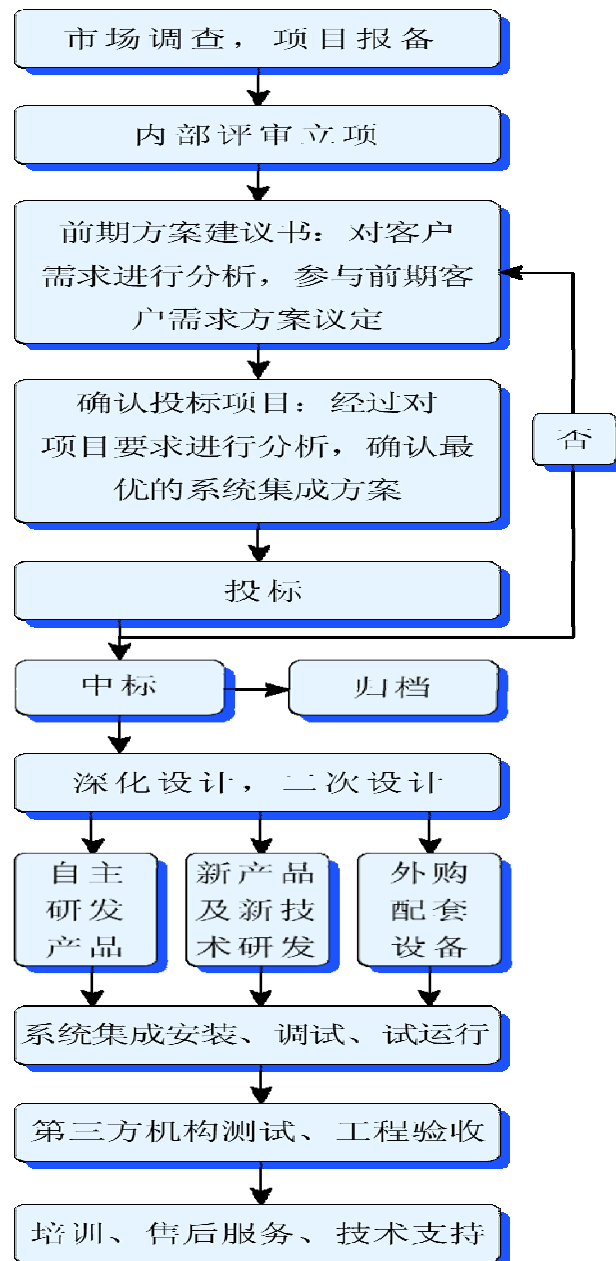 市场调查，项目报备
内部评审立项
前期方案建议书：对客户
需求进行分析，参与前期客
户需求方案议定
确认投标项目：经过对
项目要求进行分析，确认最
优的系统集成方案
否
投标
中标
归档
深化设计，二次设计
自主
研发
产品
新产品
及新技
术研发
外购
配套
设备
系统集成安装、调试、试运行
第三方机构测试、工程验收
培训、售后服务、技术支持